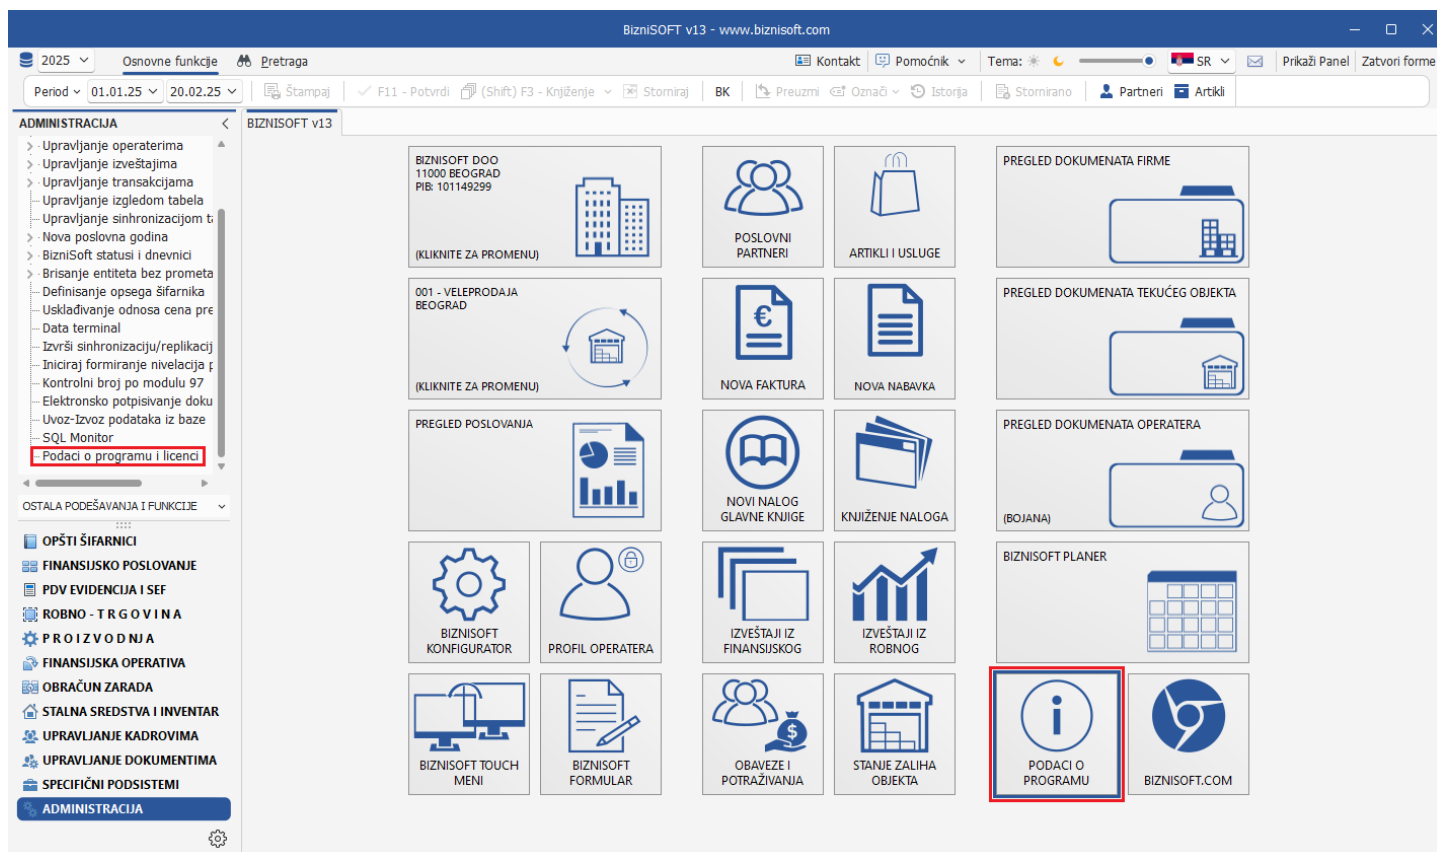 BizniSOFT v13 - www.biznisoft.com
2025 Osnovne funkcije Pretraga Kontakt Pomoćnik Tema: SR Prikaži Panel Zatvori forme
Period 01.01.25 20.02.25 Štampaj F11 - Potvrdi (Shift) F3 - Knjiženje Storniraj BK Preuzmi Označi Istorija Stornirano Partneri Artikli
ADMINISTRACIJA
Upravljanje operaterima
Upravljanje izveštajima
Upravljanje transakcijama
Upravljanje izgledom tabela
Upravljanje sinhronizacijom t
Nova poslovna godina
BizniSoft statusi i dnevnici
Brisanje entiteta bez prometa
Definisanje opsega šifarnika
Usklađivanje odnosa cena pre
Data terminal
Izvrši sinhronizaciju/replikacij
Iniciraj formiranje nivelacija p
Kontrolni broj po modulu 97
Elektronsko potpisivanje doku
Uvoz-Izvoz podataka iz baze
SQL Monitor
Podaci o programu i licenci
OSTALA PODEŠAVANJA I FUNKCIJE
OPŠTI ŠIFARNICI
FINANSIJSKO POSLOVANJE
PDV EVIDENCIJA I SEF
ROBNO - T R G O V I N A
P R O I Z V O D NJ A
FINANSIJSKA OPERATIVA
OBRAČUN ZARADA
STALNA SREDSTVA I INVENTAR
UPRAVLJANJE KADROVIMA
UPRAVLJANJE DOKUMENTIMA
SPECIFIČNI PODSISTEMI
ADMINISTRACIJA
BIZNISOFT v13
BIZNISOFT DOO
11000 BEOGRAD
PIB: 101149299
(KLIKNITE ZA PROMENU)
POSLOVNI
PARTNERI
ARTIKLI I USLUGE
PREGLED DOKUMENATA FIRME
001 - VELEPRODAJA
BEOGRAD
(KLIKNITE ZA PROMENU)
€
NOVA FAKTURA
NOVA NABAVKA
PREGLED DOKUMENATA TEKUĆEG OBJEKTA
PREGLED POSLOVANJA
NOVI NALOG
GLAVNE KNJIGE
KNJIŽENJE NALOGA
PREGLED DOKUMENATA OPERATERA
(BOJANA)
BIZNISOFT
KONFIGURATOR
PROFIL OPERATERA
IZVEŠTAJI IZ
FINANSIJSKOG
IZVEŠTAJI IZ
ROBNOG
BIZNISOFT PLANER
BIZNISOFT TOUCH
MENI
BIZNISOFT
FORMULAR
$
OBAVEZE I
POTRAŽIVANJA
STANJE ZALIHA
OBJEKTA
i
PODACI O
PROGRAMU
BIZNISOFT.COM